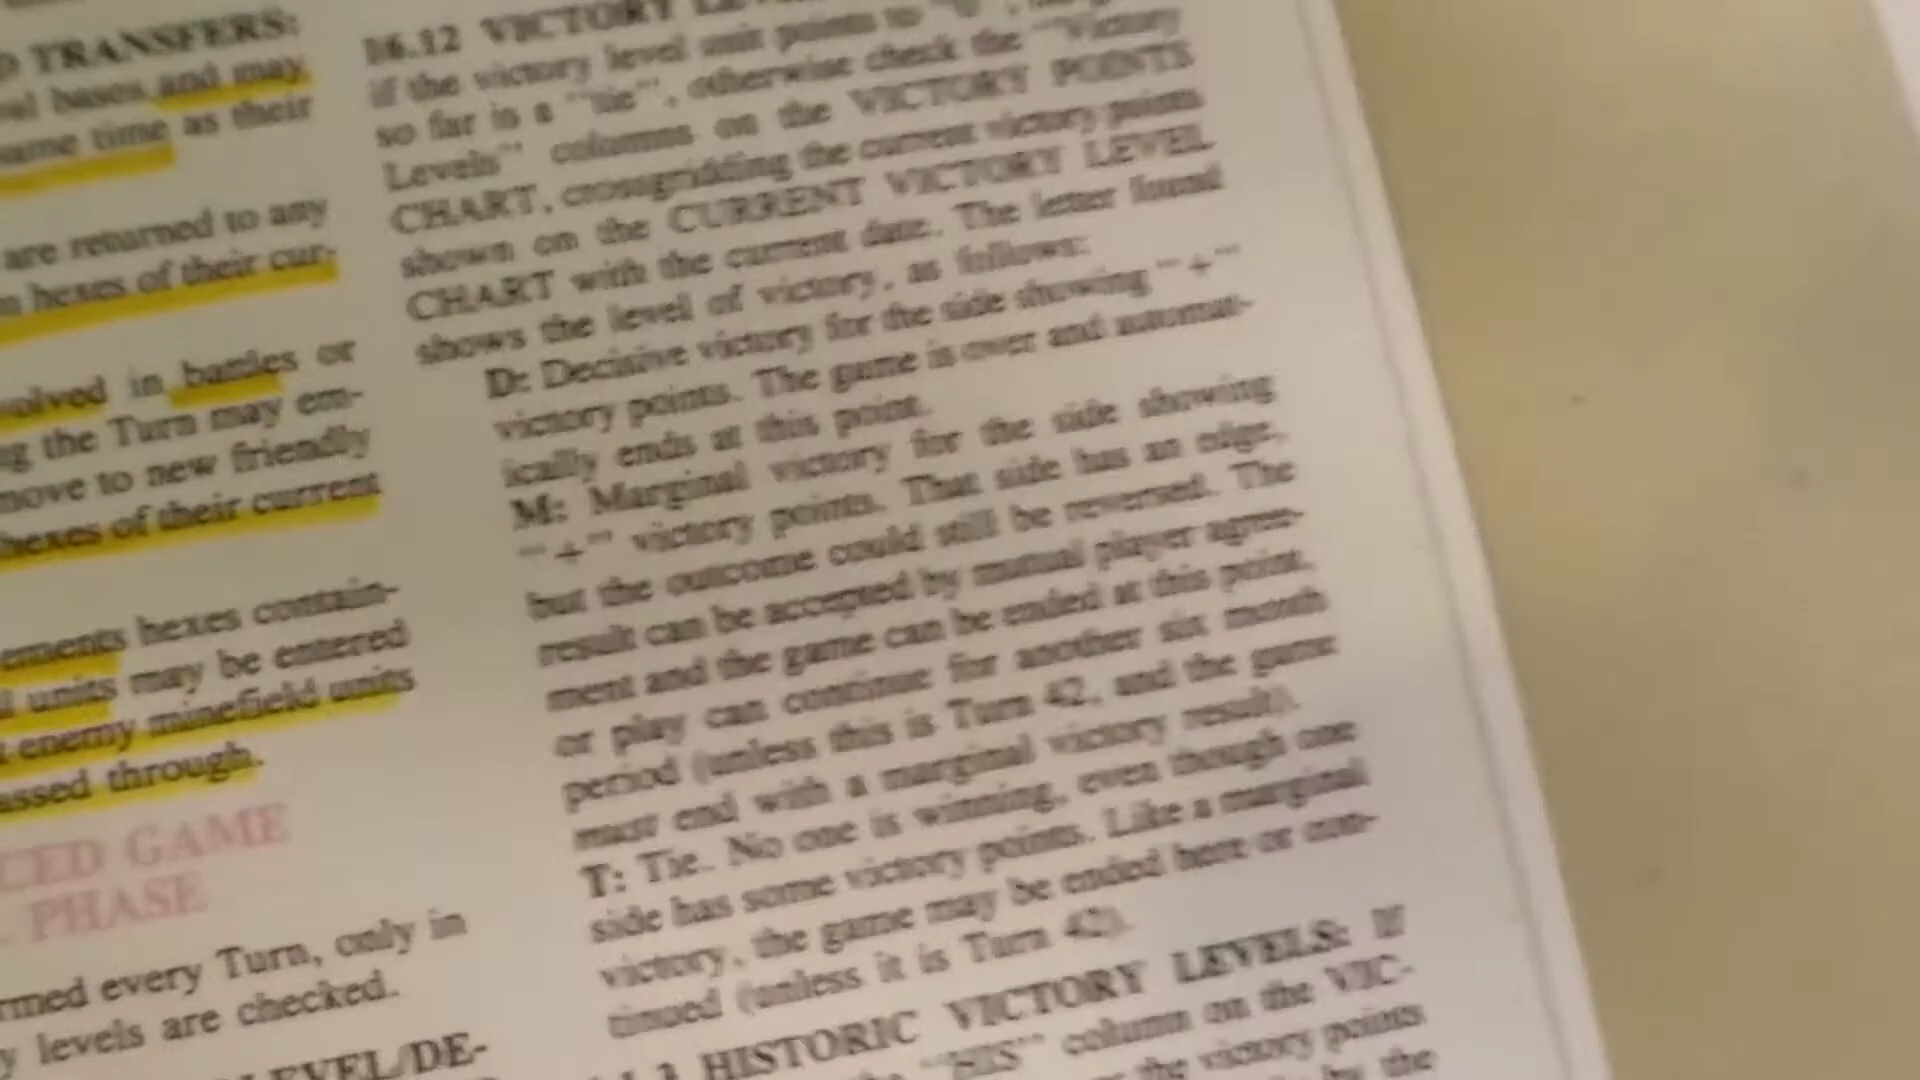 TRANSFERS:
bases and may
same time as their
are returned to any
hexes of their cur-
in battles or
the Turn may em-
move to new friendly
hexes of their current
hexes contain-
units may be entered
enemy minefield units
passed through.
CED GAME
PHASE
rmed every Turn, only in
y levels are checked.
LEVEL/DE-
16.12 VICTORY
if the victory level unit points to "0",
so far is a "tie", otherwise check the "Victory
Levels" columns on the VICTORY POINTS
CHART, crossgridding the current victory points
shown on the CURRENT VICTORY LEVEL
CHART with the current date. The letter found
shows the level of victory, as follows:
D: Decisive victory for the side showing "+"
victory points. The game is over and automat-
ically ends at this point.
M: Marginal victory for the side showing
"+" victory points. That side has an edge,
but the outcome could still be reversed. The
result can be accepted by mutual player agree-
ment and the game can be ended at this point,
or play can continue for another six month
period (unless this is Turn 42, and the game
must end with a marginal victory result).
T: Tie. No one is winning, even though one
side has some victory points. Like a marginal
victory, the game may be ended here or con-
tinued (unless it is Turn 42).
HISTORIC VICTORY LEVELS: If
"HIS" column on the VIC-
the victory points
by the